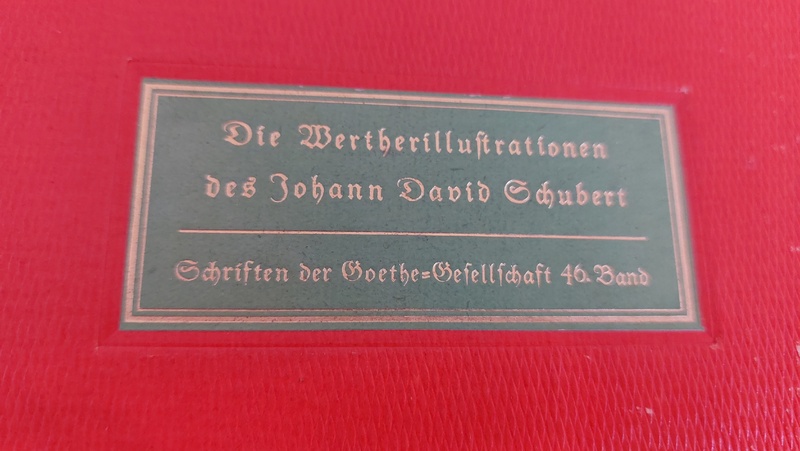 Die Wertherillustrationen
des Johann David Schubert
Schriften der Goethe=Gesellschaft 46. Band